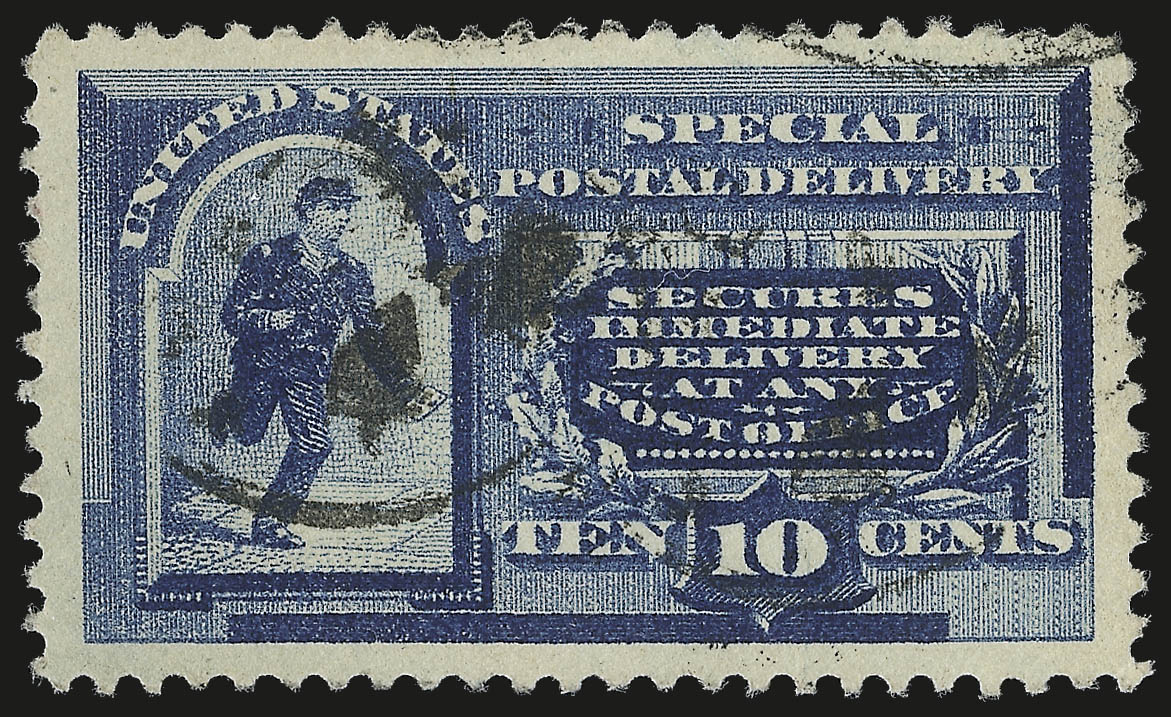 UNITED STATES
SPECIAL
POSTAL DELIVERY
SECURES
IMMEDIATE
DELIVERY
AT ANY
POST OFFICE
TEN 10 CENTS